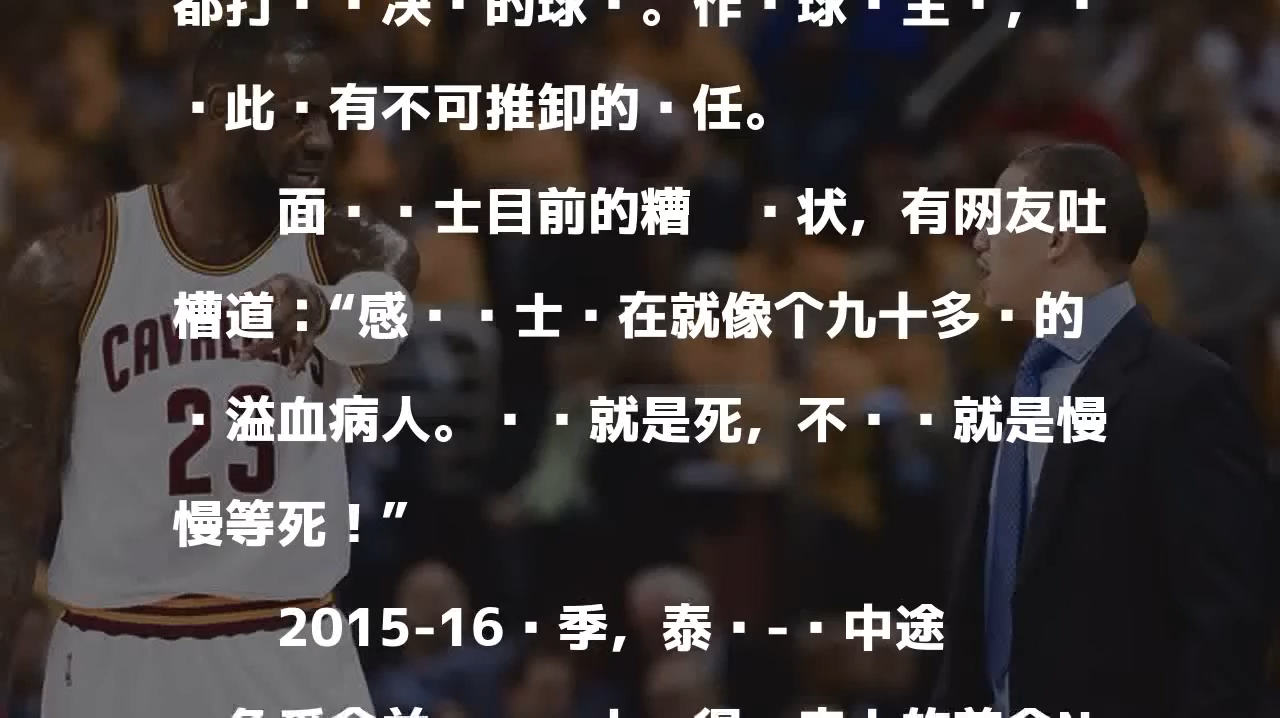 都打··决·的球·。作·球·主·，·
·此·有不可推卸的·任。
面··士目前的糟　·状，有网友吐
槽道：“感··士·在就像个九十多·的
·溢血病人。··就是死，不··就是慢
慢等死！”
2015-16·季，泰·-·中途
CAVALIERS
23